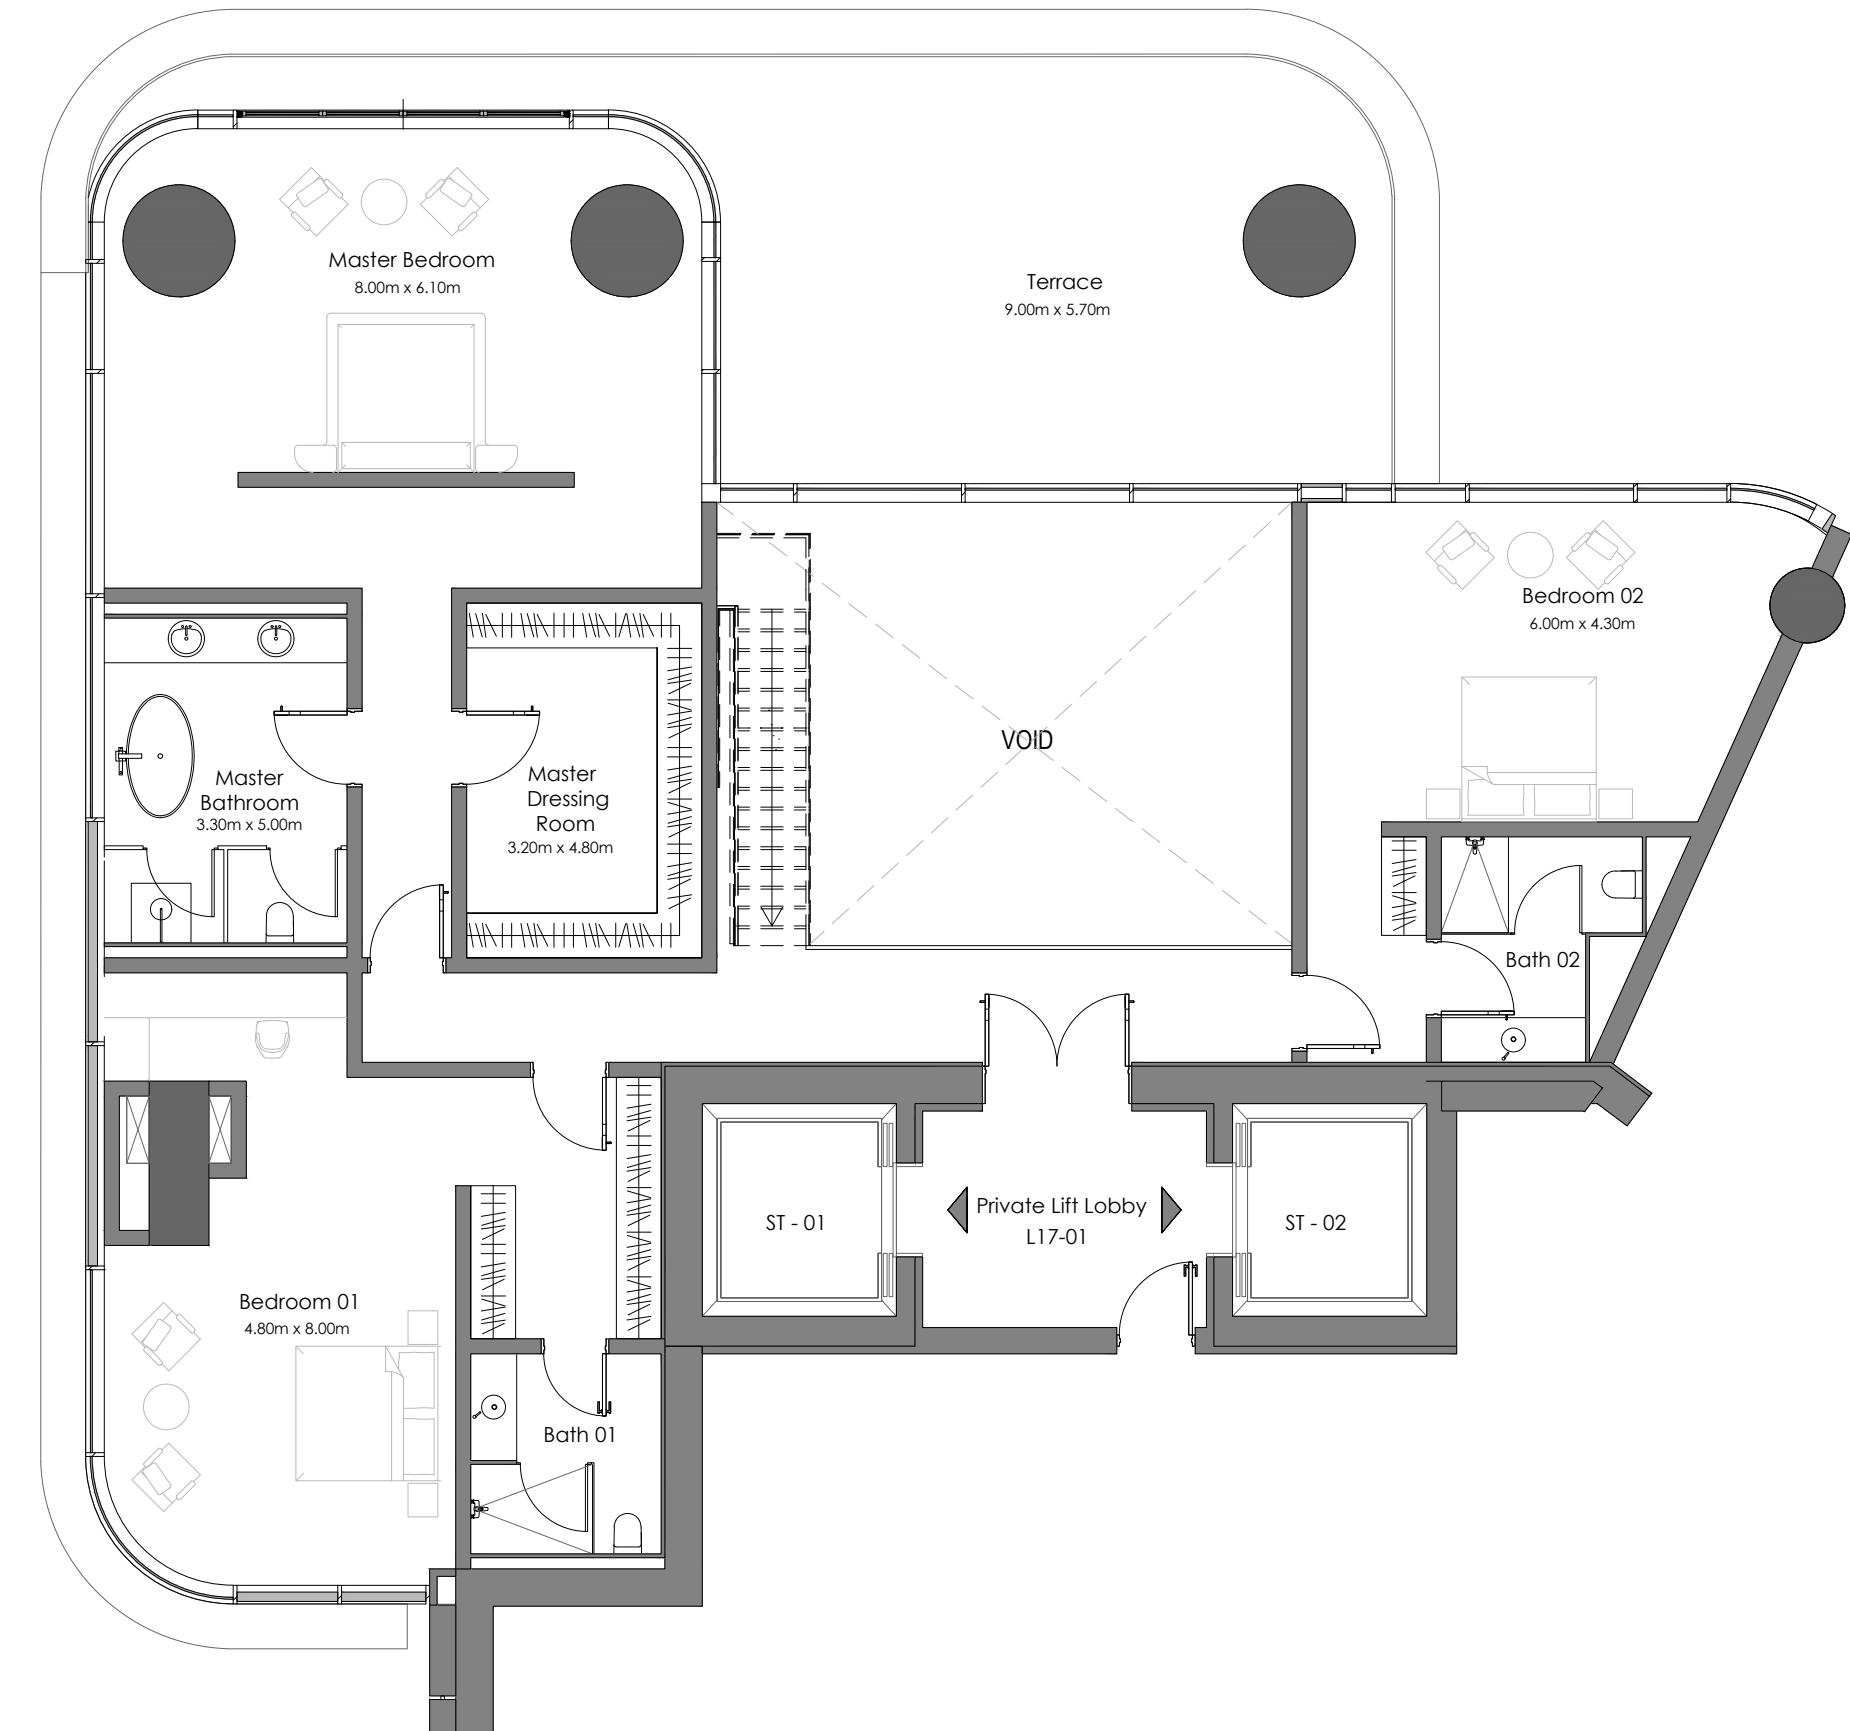 Master Bedroom
8.00m x 6.10m
Terrace
9.00m x 5.70m
Bedroom 02
6.00m x 4.30m
VOID
Master
Bathroom
3.30m x 5.00m
Master
Dressing
Room
3.20m x 4.80m
Bath 02
Private Lift Lobby
L17-01
ST - 01
ST - 02
Bedroom 01
4.80m x 8.00m
Bath 01